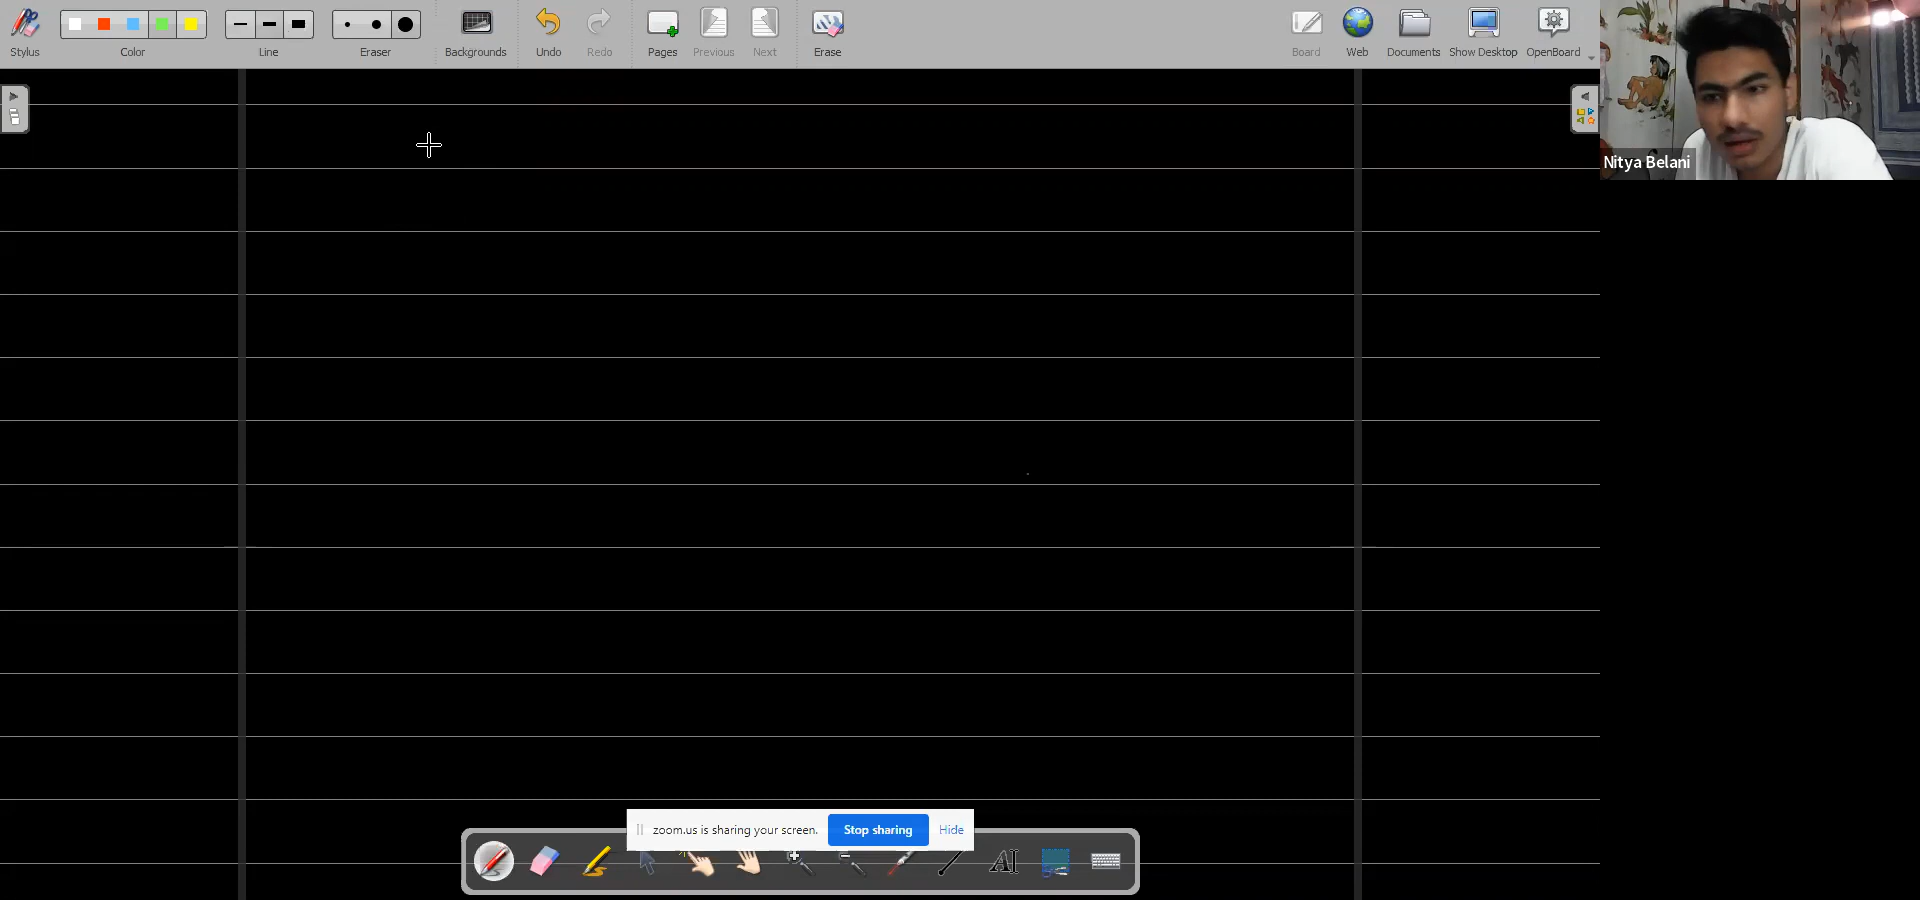 Stylus Color Line Eraser Backgrounds Undo Redo Pages Previous Next Erase Board Web Documents Show Desktop OpenBoard
Nitya Belani
zoom.us is sharing your screen. Stop sharing Hide
AI